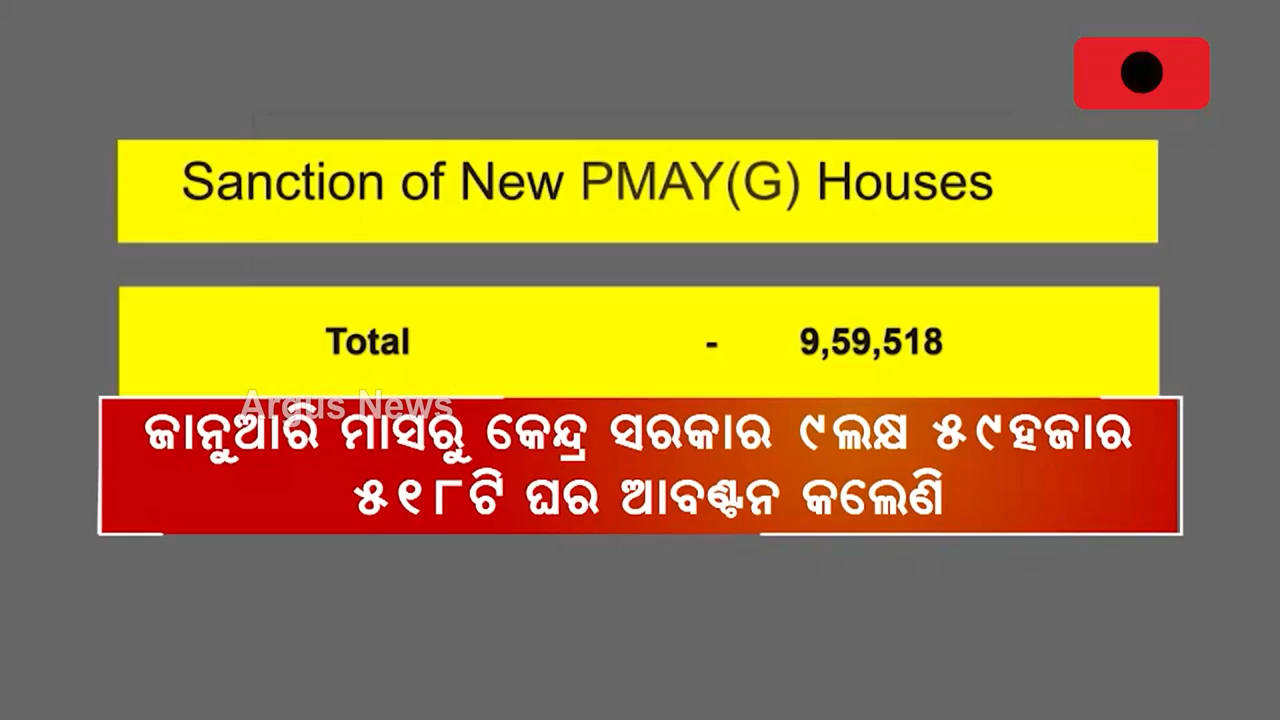 Sanction of New PMAY(G) Houses
Total - 9,59,518
Argus News
ଜାନୁଆରି ମାସରୁ କେନ୍ଦ୍ର ସରକାର ୯ଲକ୍ଷ ୫୯ହଜାର
୫୧୮ଟି ଘର ଆବଣ୍ଟନ କଲେଣି